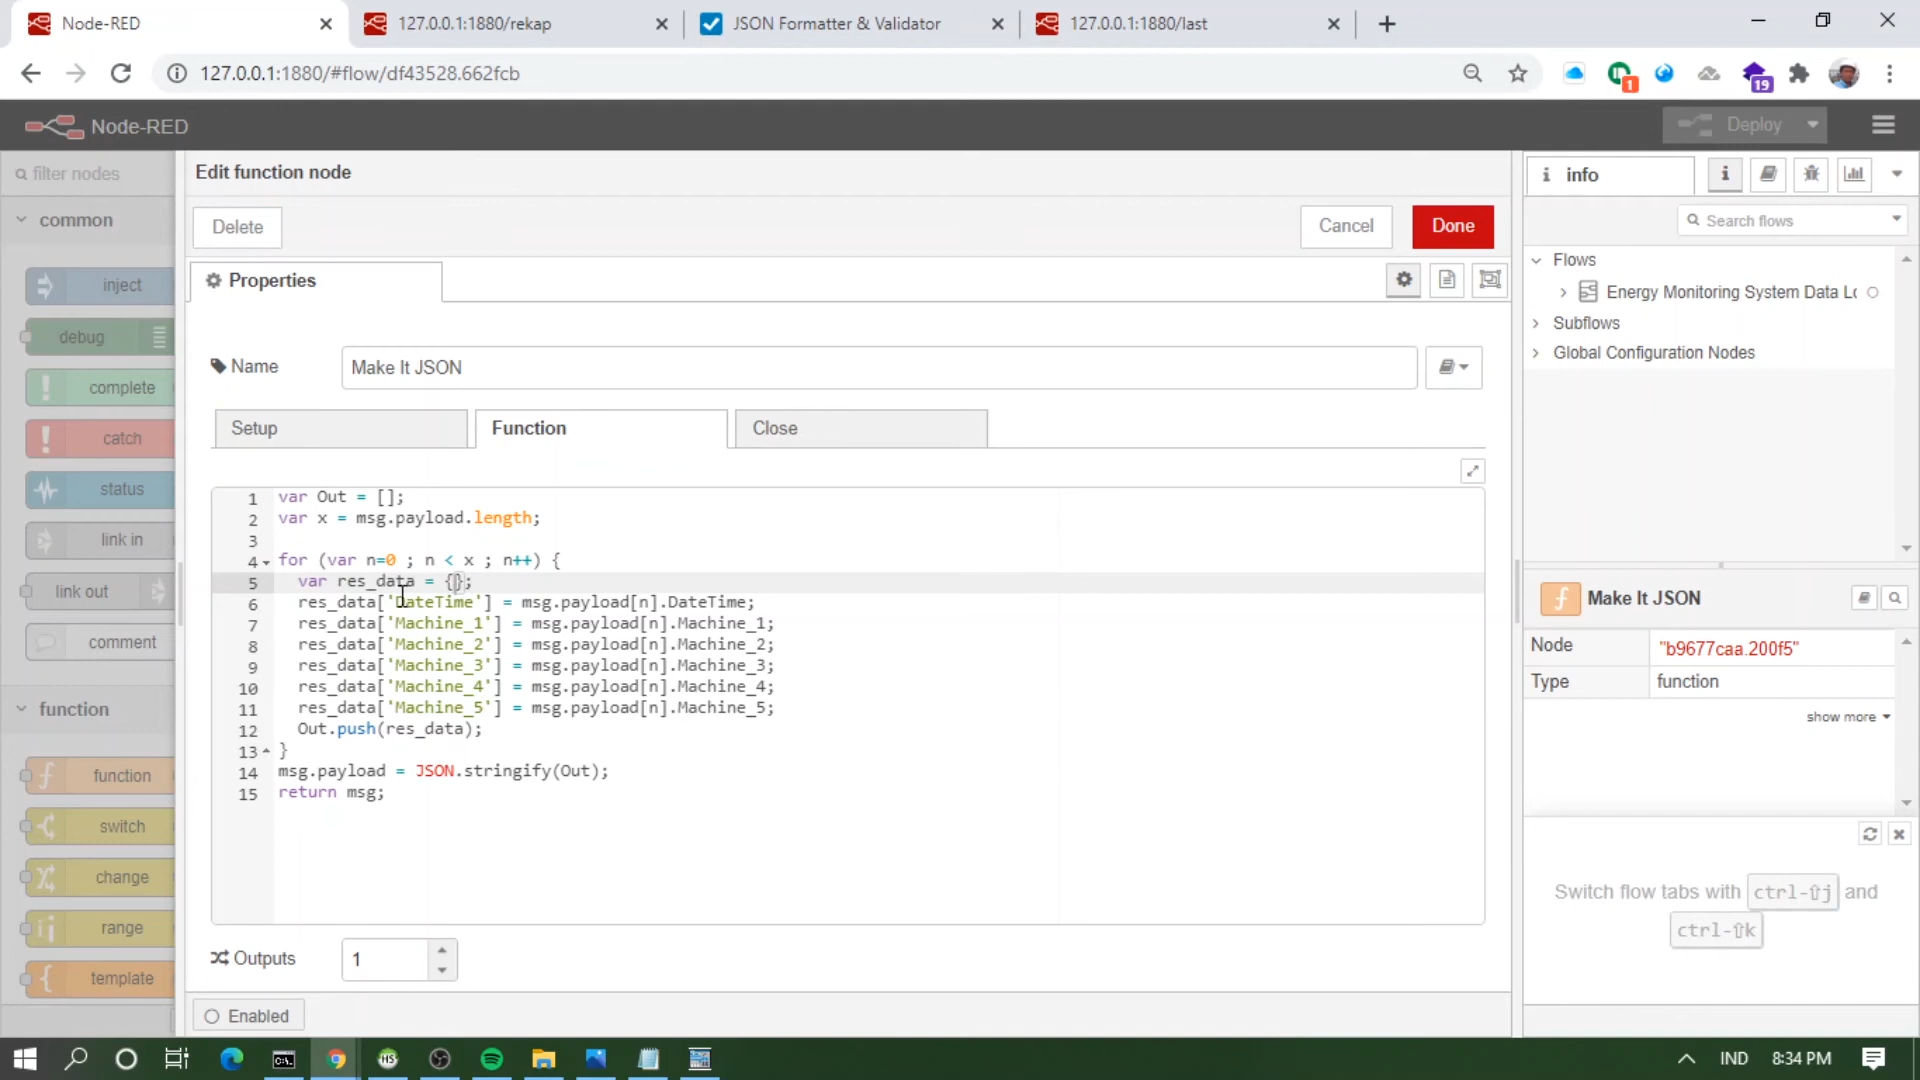 Node-RED
127.0.0.1:1880/rekap
JSON Formatter & Validator
127.0.0.1:1880/last
127.0.0.1:1880/#flow/df43528.662fcb
1
19
Node-RED
Deploy
filter nodes
common
inject
debug
complete
catch
status
link in
link out
comment
function
function
switch
change
range
template
Edit function node
Delete
Cancel
Done
Properties
Name
Make It JSON
Setup
Function
Close
1 var Out = [];
2 var x = msg.payload.length;
3
4 for (var n=0 ; n < x ; n++) {
5 var res_data = {};
6 res_data['DateTime'] = msg.payload[n].DateTime;
7 res_data['Machine_1'] = msg.payload[n].Machine_1;
8 res_data['Machine_2'] = msg.payload[n].Machine_2;
9 res_data['Machine_3'] = msg.payload[n].Machine_3;
10 res_data['Machine_4'] = msg.payload[n].Machine_4;
11 res_data['Machine_5'] = msg.payload[n].Machine_5;
12 Out.push(res_data);
13 }
14 msg.payload = JSON.stringify(Out);
15 return msg;
Outputs
1
Enabled
i info
i
Search flows
Flows
Energy Monitoring System Data Lo
Subflows
Global Configuration Nodes
Make It JSON
Node "b9677caa.200f5"
Type function
show more
Switch flow tabs with ctrl-⇧j and
ctrl-⇧k
HS
IND
8:34 PM